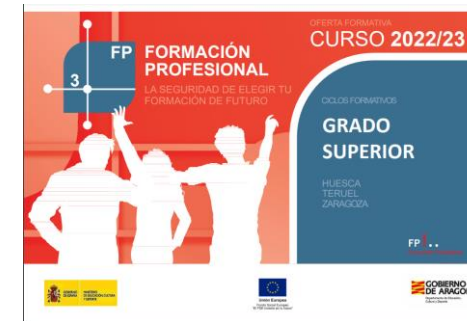 FP
3
FORMACIÓN
PROFESIONAL
LA SEGURIDAD DE ELEGIR TU
FORMACIÓN DE FUTURO
OFERTA FORMATIVA
CURSO 2022/23
CICLOS FORMATIVOS
GRADO
SUPERIOR
HUESCA
TERUEL
ZARAGOZA
FP
Unión Europea
GOBIERNO
DE ARAGON